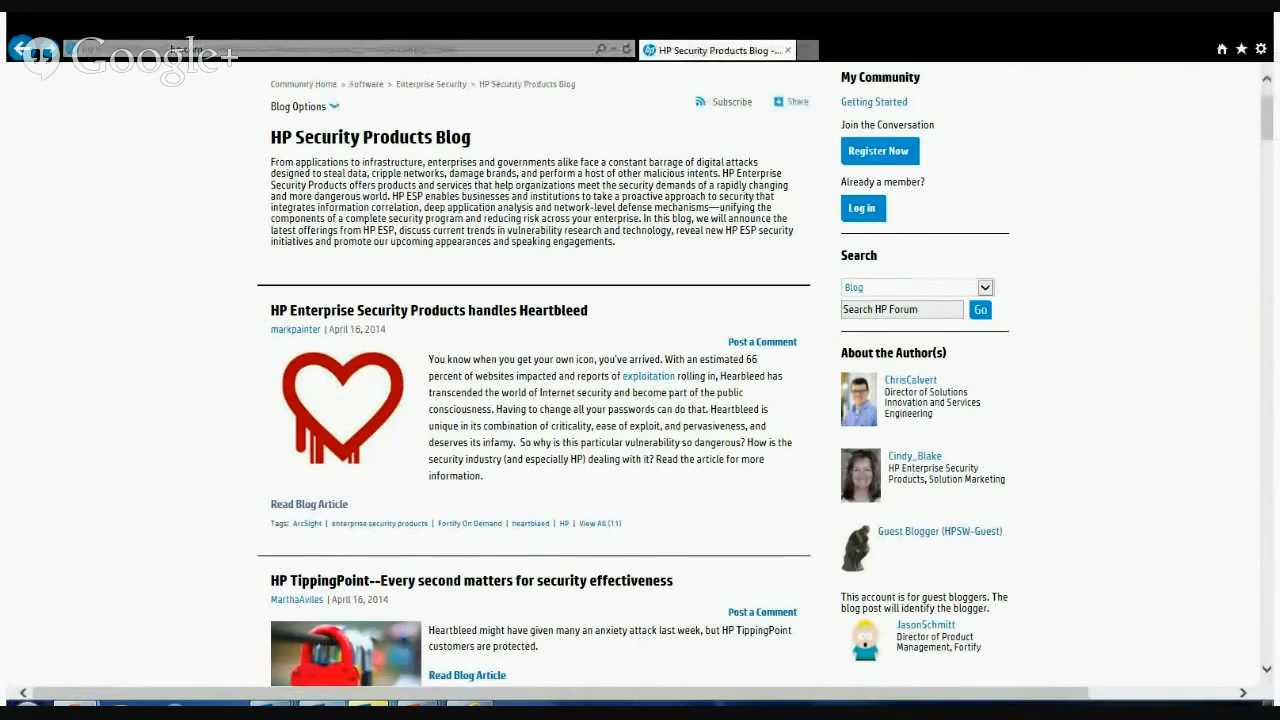 Google+
HP Security Products Blog -...
Community Home > Software > Enterprise Security > HP Security Products Blog
Blog Options
Subscribe
Share
HP Security Products Blog
From applications to infrastructure, enterprises and governments alike face a constant barrage of digital attacks
designed to steal data, cripple networks, damage brands, and perform a host of other malicious intents. HP Enterprise
Security Products offers products and services that help organizations meet the security demands of a rapidly changing
and more dangerous world. HP ESP enables businesses and institutions to take a proactive approach to security that
integrates information correlation, deep application analysis and network-level defense mechanisms—unifying the
components of a complete security program and reducing risk across your enterprise. In this blog, we will announce the
latest offerings from HP ESP, discuss current trends in vulnerability research and technology, reveal new HP ESP security
initiatives and promote our upcoming appearances and speaking engagements.
HP Enterprise Security Products handles Heartbleed
markpainter | April 16, 2014
Post a Comment
You know when you get your own icon, you've arrived. With an estimated 66
percent of websites impacted and reports of exploitation rolling in, Hearbleed has
transcended the world of Internet security and become part of the public
consciousness. Having to change all your passwords can do that. Heartbleed is
unique in its combination of criticality, ease of exploit, and pervasiveness, and
deserves its infamy. So why is this particular vulnerability so dangerous? How is the
security industry (and especially HP) dealing with it? Read the article for more
information.
Read Blog Article
Tags: ArcSight | enterprise security products | Fortify On Demand | heartbleed | HP | View All (11)
HP TippingPoint--Every second matters for security effectiveness
MarthaAviles | April 16, 2014
Post a Comment
Heartbleed might have given many an anxiety attack last week, but HP TippingPoint
customers are protected.
Read Blog Article
My Community
Getting Started
Join the Conversation
Register Now
Already a member?
Log in
Search
Blog
Search HP Forum
Go
About the Author(s)
ChrisCalvert
Director of Solutions
Innovation and Services
Engineering
Cindy_Blake
HP Enterprise Security
Products, Solution Marketing
Guest Blogger (HPSW-Guest)
This account is for guest bloggers. The
blog post will identify the blogger.
JasonSchmitt
Director of Product
Management, Fortify